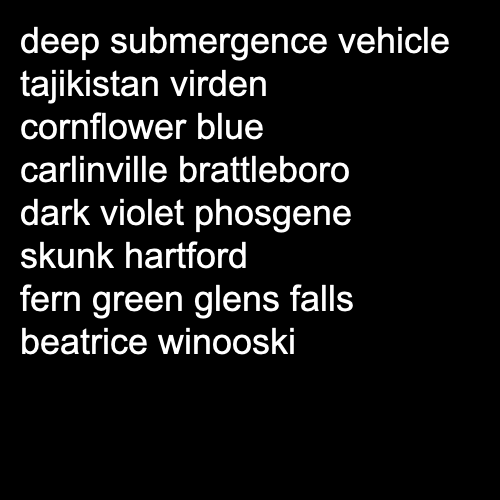 deep submergence vehicle
tajikistan virden
cornflower blue
carlinville brattleboro
dark violet phosgene
skunk hartford
fern green glens falls
beatrice winooski